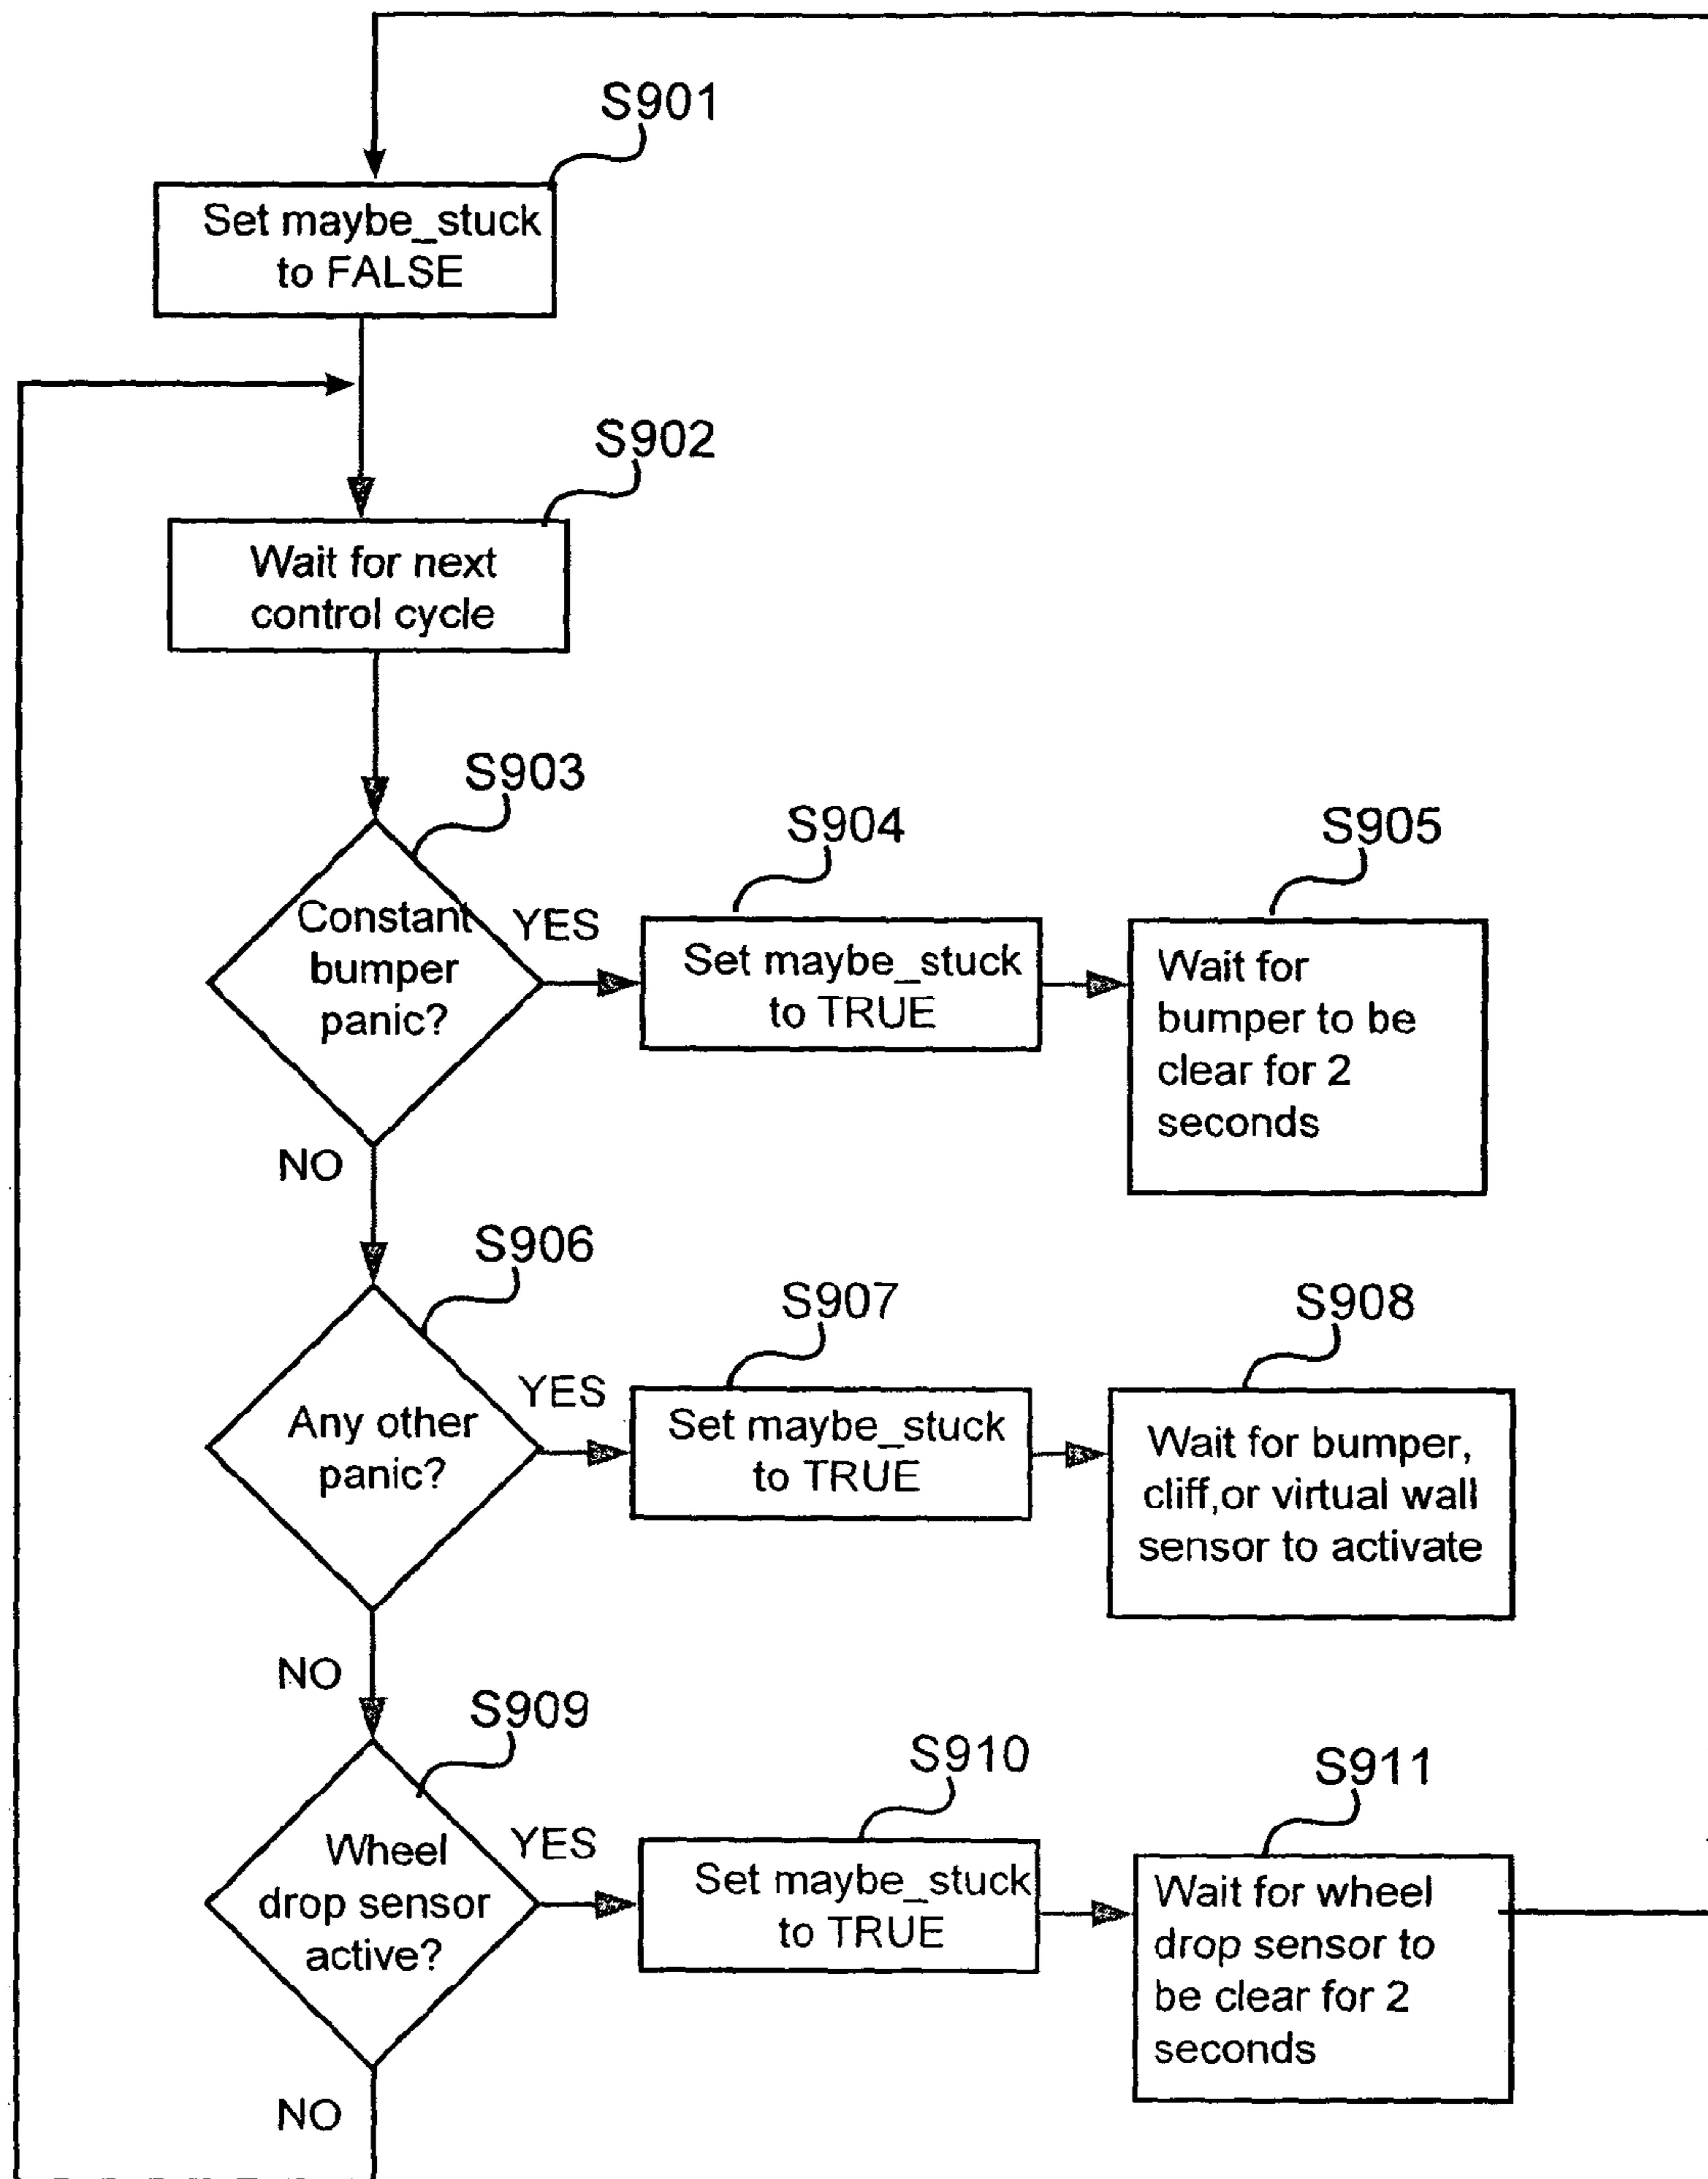 S901
Set maybe_stuck
to FALSE
S902
Wait for next
control cycle
S903
Constant
bumper
panic?
YES
NO
S904
Set maybe_stuck
to TRUE
S905
Wait for
bumper to be
clear for 2
seconds
S906
Any other
panic?
YES
NO
S907
Set maybe_stuck
to TRUE
S908
Wait for bumper,
cliff,or virtual wall
sensor to activate
S909
Wheel
drop sensor
active?
YES
NO
S910
Set maybe_stuck
to TRUE
S911
Wait for wheel
drop sensor to
be clear for 2
seconds